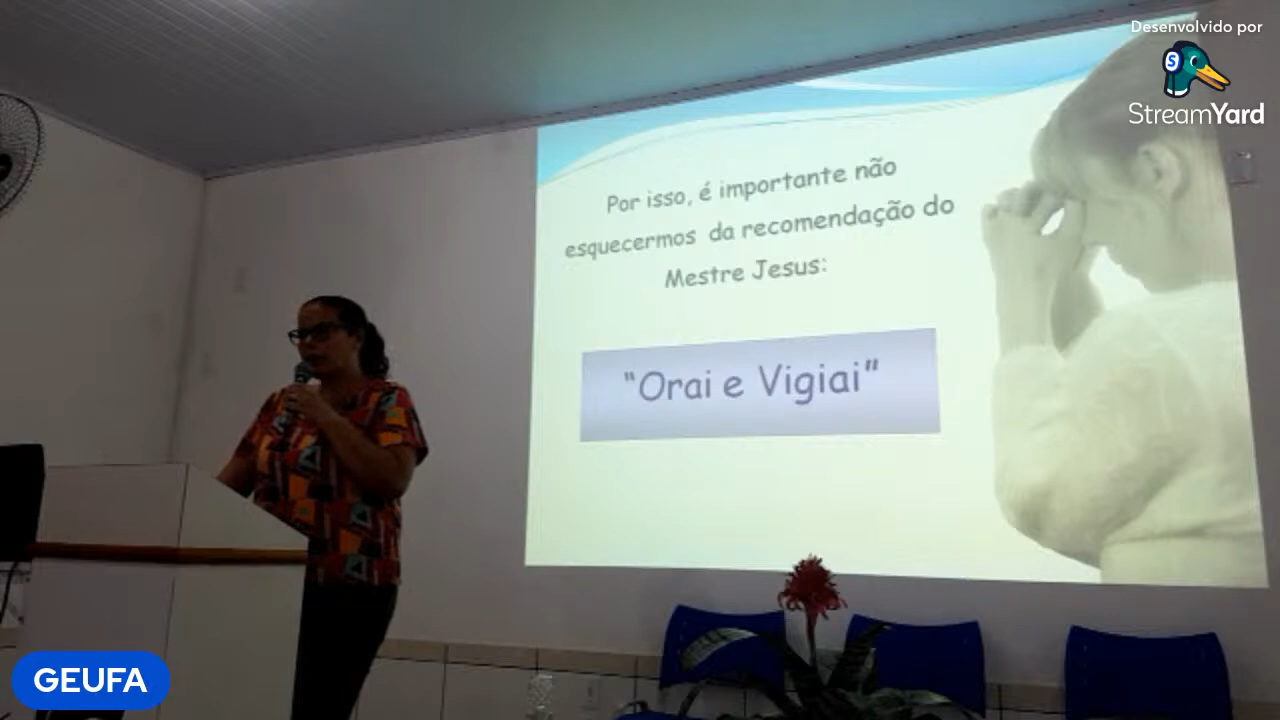 Desenvolvido por
StreamYard
Por isso, é importante não
esquecermos da recomendação do
Mestre Jesus:
“Orai e Vigiai”
GEUFA